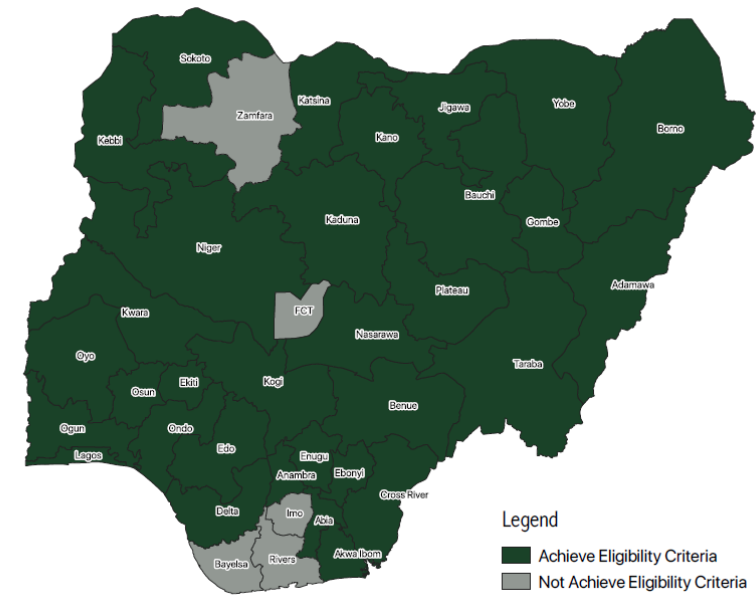 Sokoto
Zamfara
Katsina
Jigawa
Yobe
Borno
Kano
Kebbi
Bauchi
Gombe
Kaduna
Niger
Adamawa
Plateau
FCT
Kwara
Nasarawa
Oyo
Taraba
Kogi
Ekiti
Osun
Benue
Ogun
Ondo
Edo
Lagos
Enugu
Anambra
Ebonyi
Cross River
Delta
Imo
Abia
Akwa Ibom
Bayelsa
Rivers
Legend
Achieve Eligibility Criteria
Not Achieve Eligibility Criteria